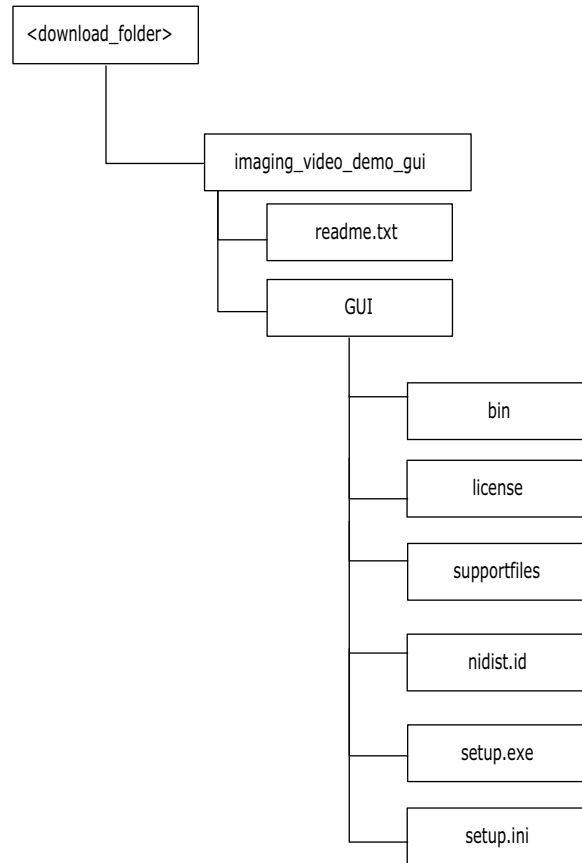 <download_folder>
imaging_video_demo_gui
readme.txt
GUI
bin
license
supportfiles
nidist.id
setup.exe
setup.ini